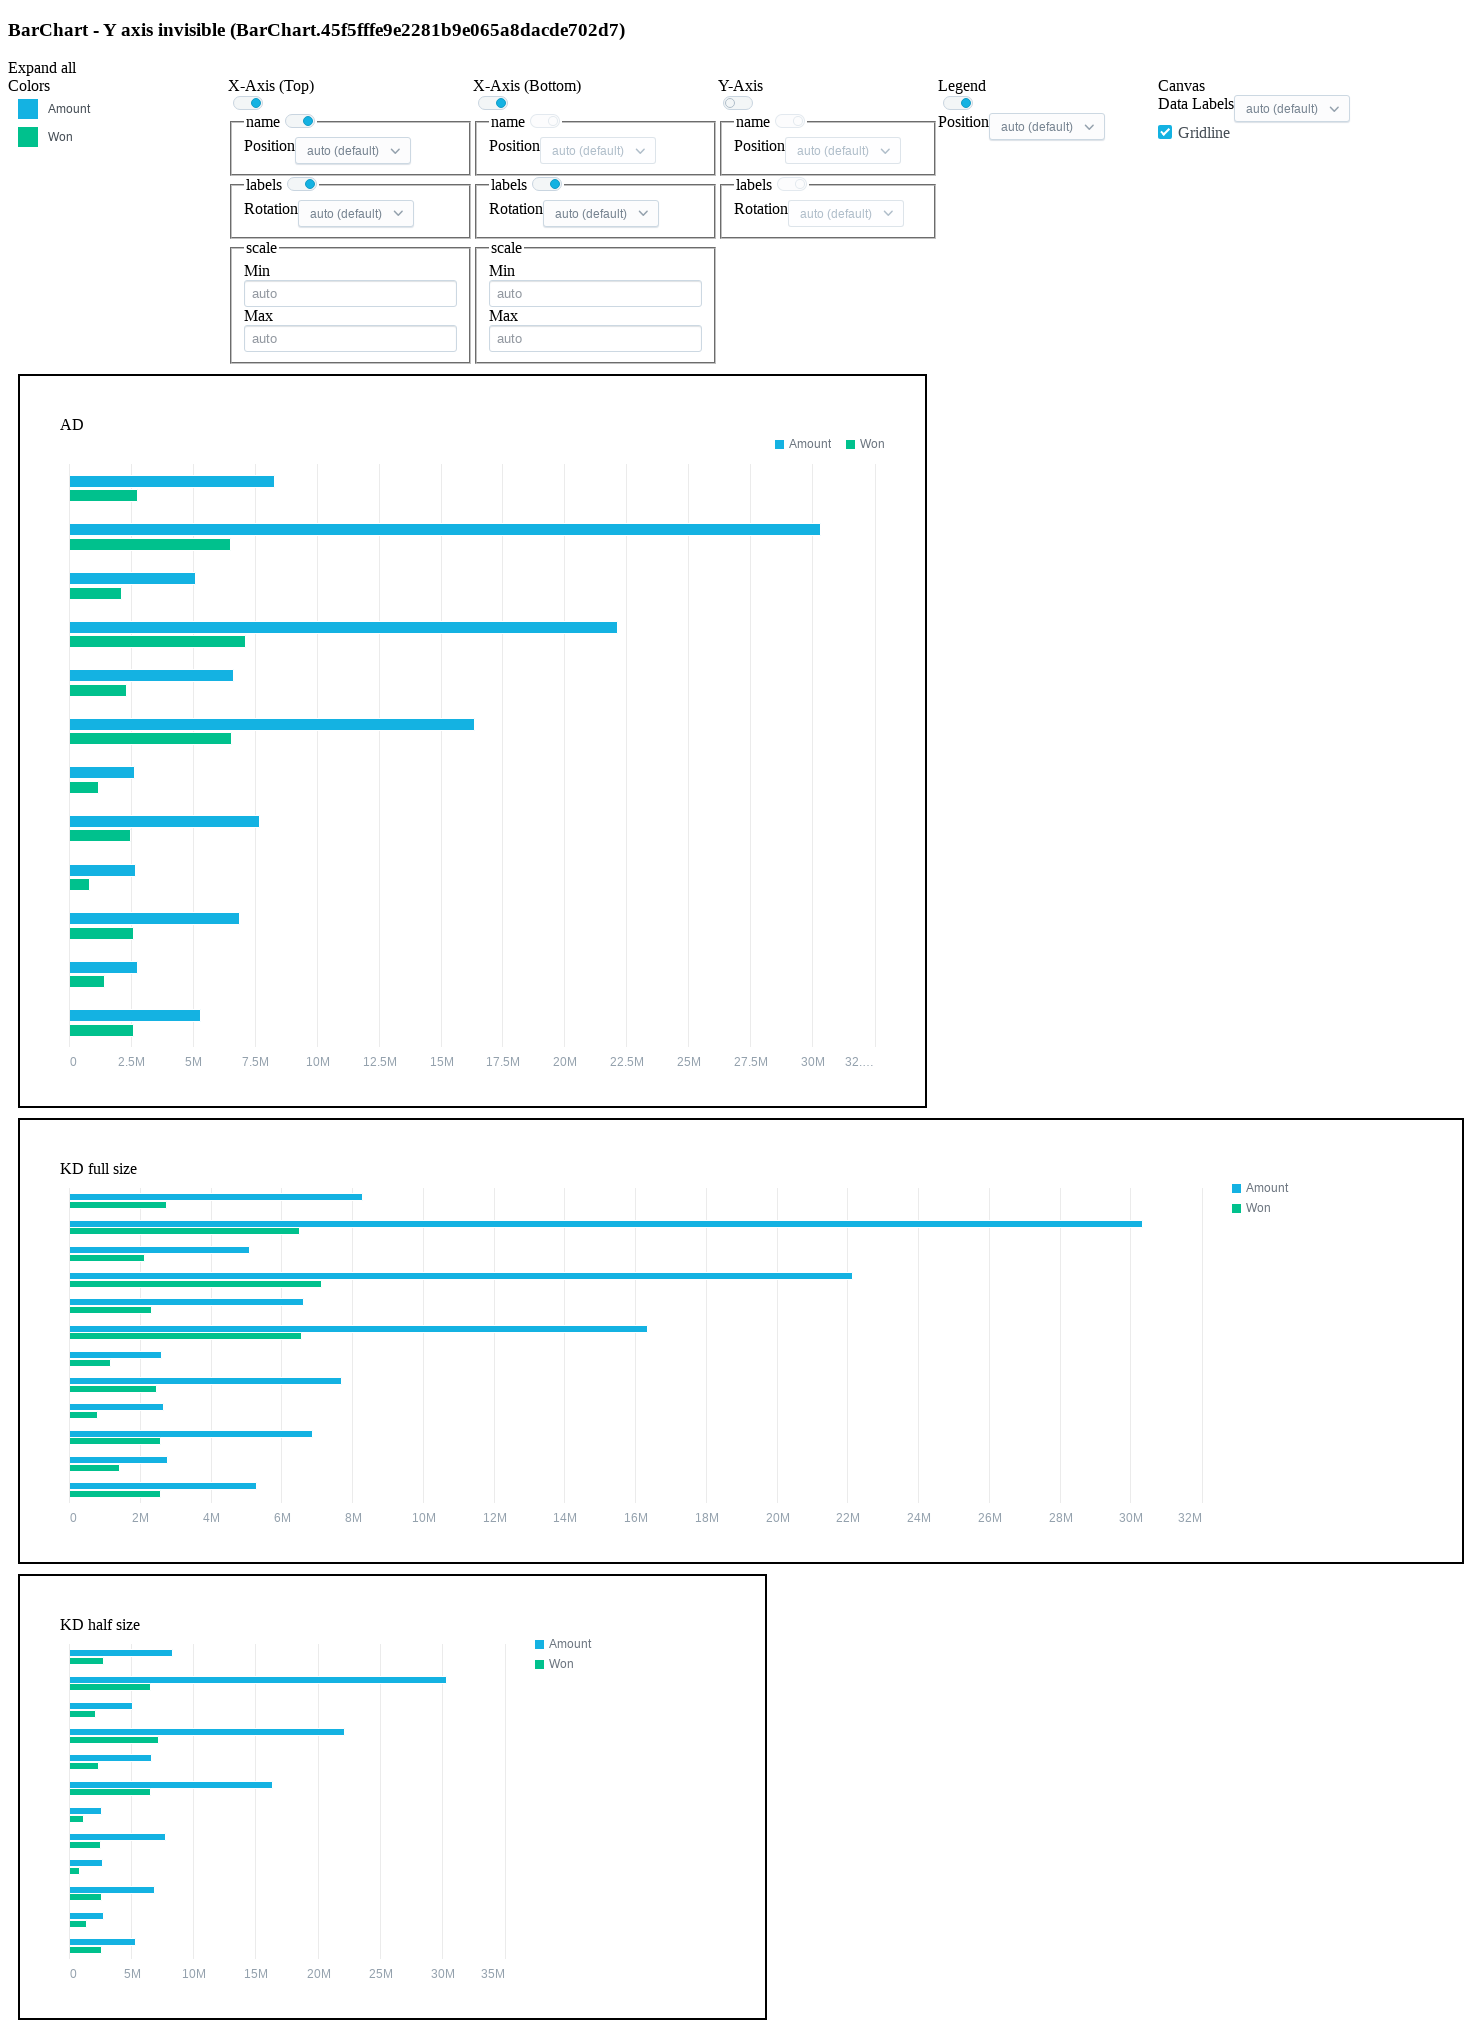 BarChart - Y axis invisible (BarChart.45f5fffe9e2281b9e065a8dacde702d7)
Expand all
Colors
Amount
Won
X-Axis (Top)
name
Position auto (default)
labels
Rotation auto (default)
scale
Min
auto
Max
auto
X-Axis (Bottom)
name
Position auto (default)
labels
Rotation auto (default)
scale
Min
auto
Max
auto
Y-Axis
name
Position auto (default)
labels
Rotation auto (default)
Legend
Position auto (default)
Canvas
Data Labels auto (default)
Gridline
AD
Amount Won
0 2.5M 5M 7.5M 10M 12.5M 15M 17.5M 20M 22.5M 25M 27.5M 30M 32....
KD full size
Amount
Won
0 2M 4M 6M 8M 10M 12M 14M 16M 18M 20M 22M 24M 26M 28M 30M 32M
KD half size
Amount
Won
0 5M 10M 15M 20M 25M 30M 35M